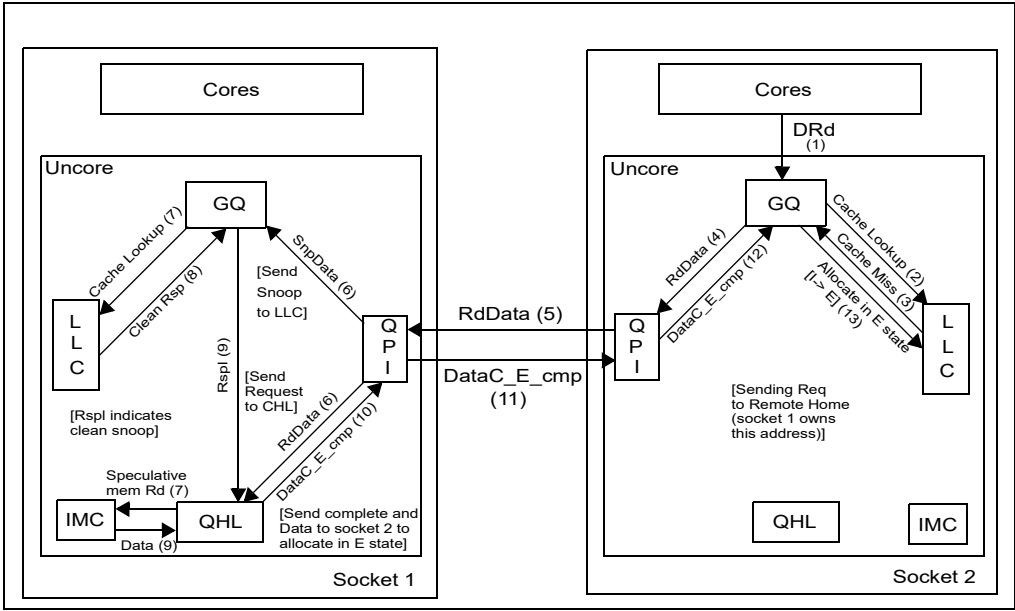 Cores
Uncore
GQ
Cache Lookup (7)
Clean Rsp (8)
SnpData (6)
[Send
Snoop
to LLC]
L
L
C
RspI (9)
Q
P
I
[Send
Request
to CHL]
[RspI indicates
clean snoop]
RdData (6)
DataC_E_cmp (10)
Speculative
mem Rd (7)
IMC
QHL
Data (9)
[Send complete and
Data to socket 2 to
allocate in E state]
Socket 1
RdData (5)
DataC_E_cmp
(11)
Cores
DRd
(1)
Uncore
GQ
RdData (4)
DataC_E_cmp (12)
Cache Lookup (2)
Cache Miss (3)
Allocate in E state
[I-> E] (13)
Q
P
I
L
L
C
[Sending Req
to Remote Home
(socket 1 owns
this address)]
QHL
IMC
Socket 2